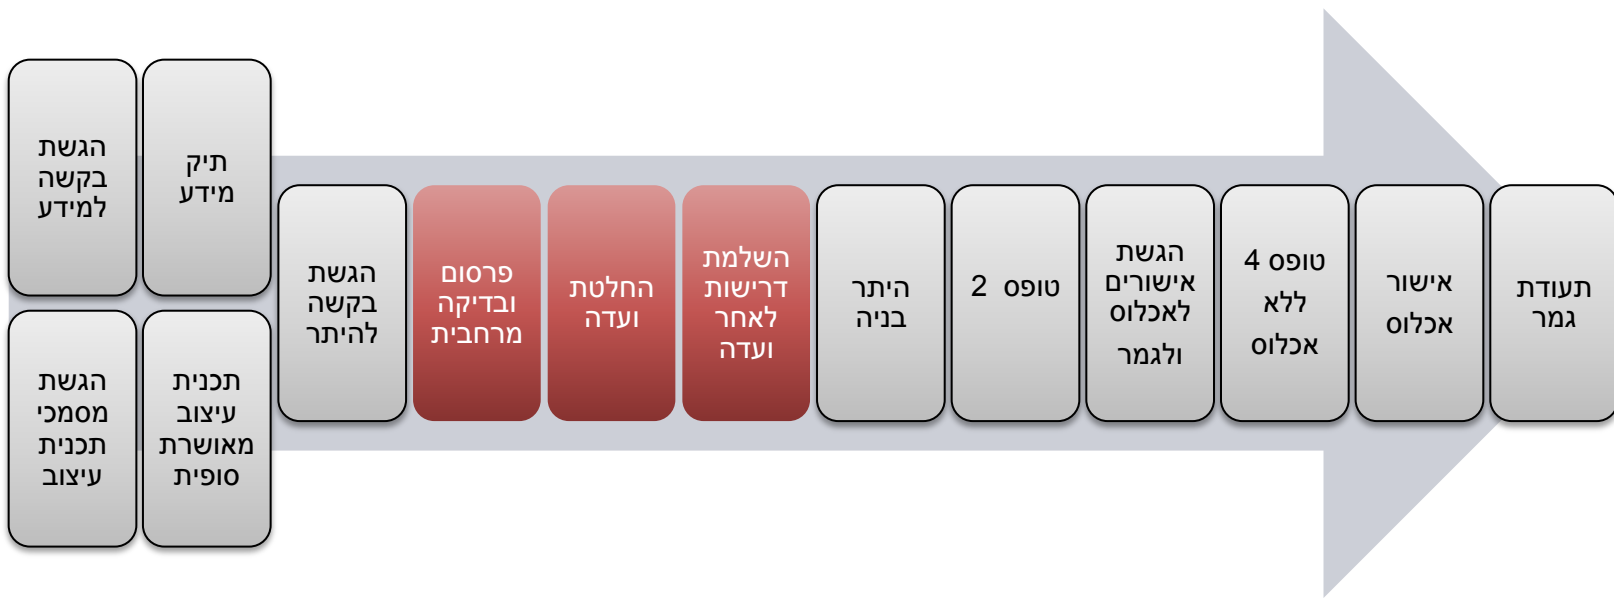 הגשת
בקשה
למידע
תיק
מידע
הגשת
מסמכי
תכנית
עיצוב
תכנית
עיצוב
מאושרת
סופית
הגשת
בקשה
להיתר
פרסום
ובדיקה
מרחבית
החלטת
ועדה
השלמת
דרישות
לאחר
ועדה
היתר
בניה
טופס 2
הגשת
אישורים
לאכלוס
ולגמר
טופס 4
ללא
אכלוס
אישור
אכלוס
תעודת
גמר